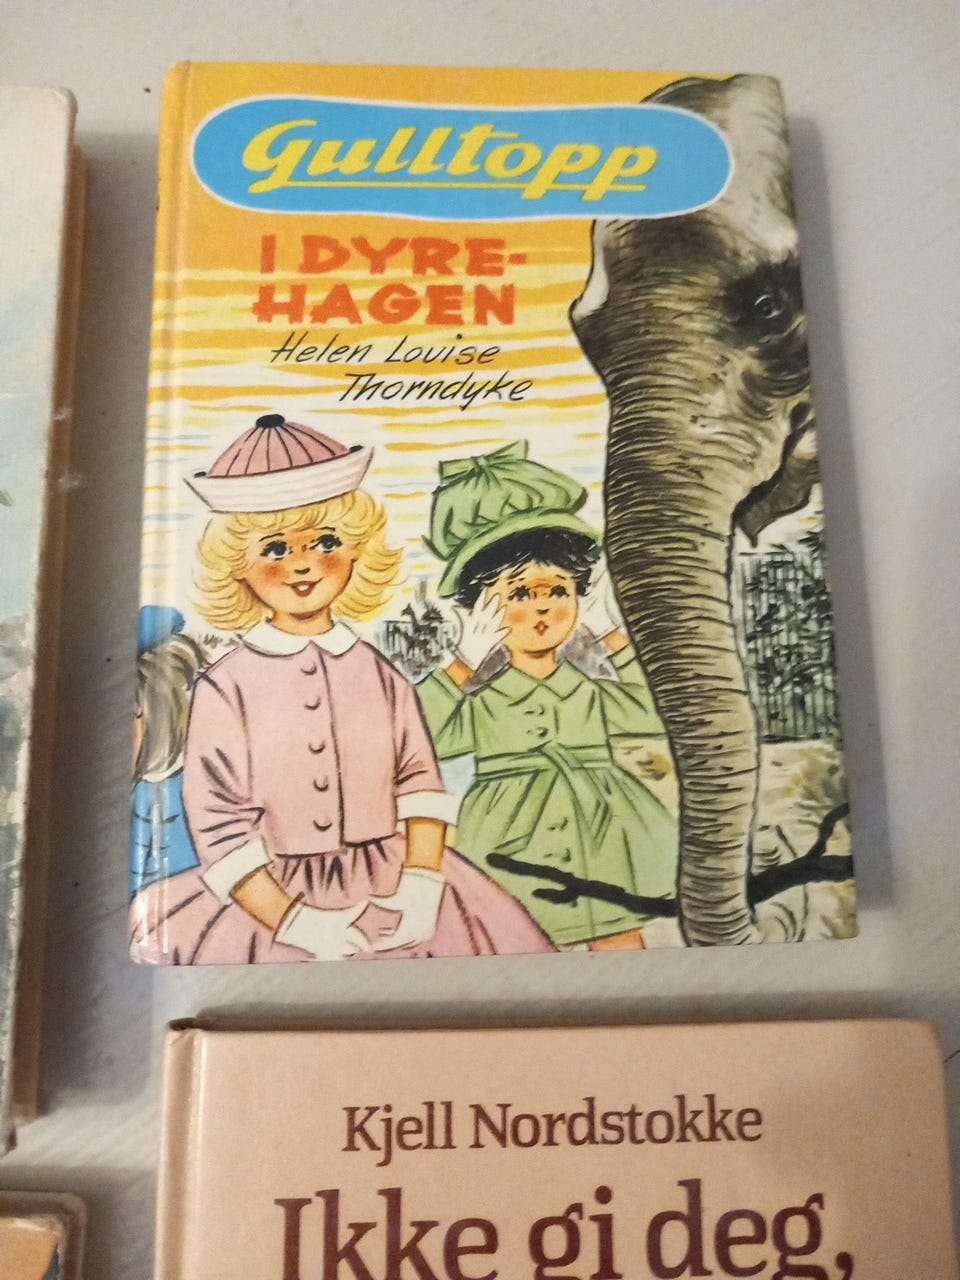 Gulltopp
I DYRE-
HAGEN
Helen Louise
Thorndyke
Kjell Nordstokke
Ikke gi deg,